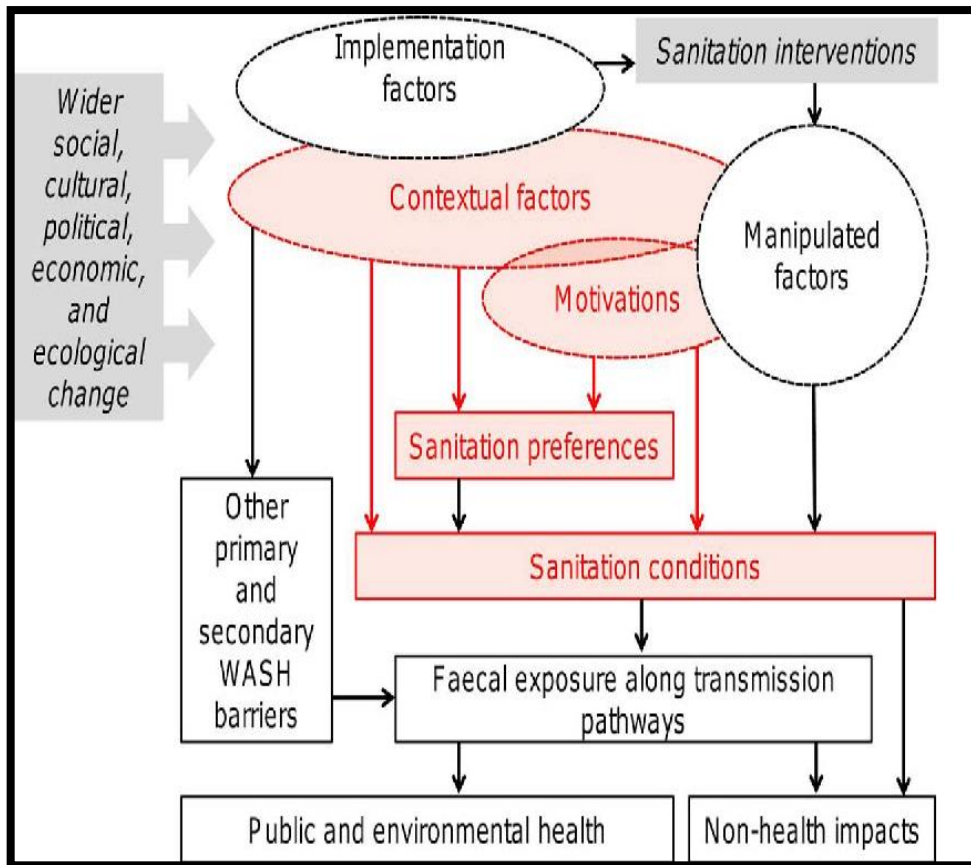 Implementation
factors
Sanitation interventions
Wider
social,
cultural,
political,
economic,
and
ecological
change
Contextual factors
Manipulated
factors
Motivations
Sanitation preferences
Other
primary
and
secondary
WASH
barriers
Sanitation conditions
Faecal exposure along transmission
pathways
Public and environmental health
Non-health impacts